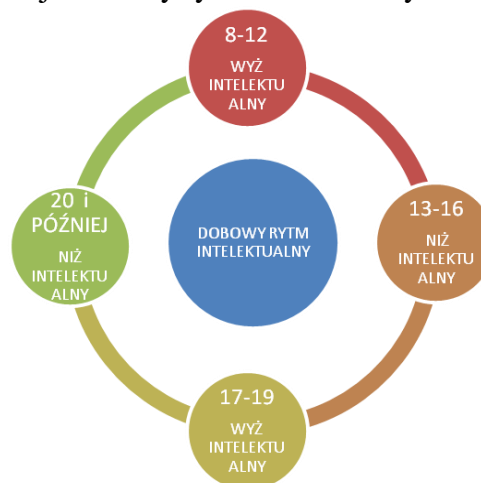 8-12
WYŻ
INTELEKTU
ALNY
13-16
NIŻ
INTELEKTU
ALNY
DOBOWY RYTM
INTELEKTUALNY
20 i
PÓŹNIEJ
NIŻ
INTELEKTU
ALNY
17-19
WYŻ
INTELEKTU
ALNY